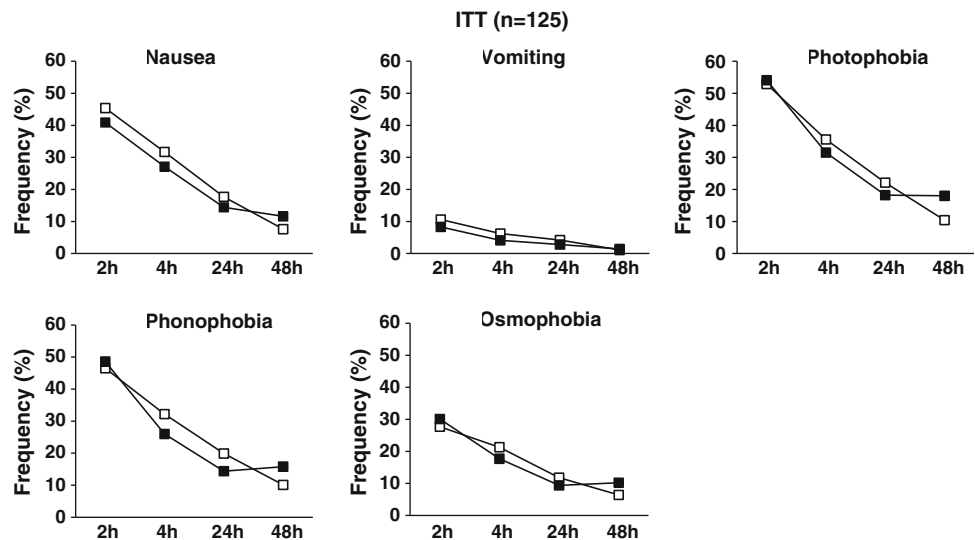 ITT (n=125)
Nausea
Frequency (%)
60
50
40
30
20
10
0
2h 4h 24h 48h
Vomiting
Frequency (%)
60
50
40
30
20
10
0
2h 4h 24h 48h
Photophobia
Frequency (%)
60
50
40
30
20
10
0
2h 4h 24h 48h
Phonophobia
Frequency (%)
60
50
40
30
20
10
0
2h 4h 24h 48h
Osmophobia
Frequency (%)
60
50
40
30
20
10
0
2h 4h 24h 48h